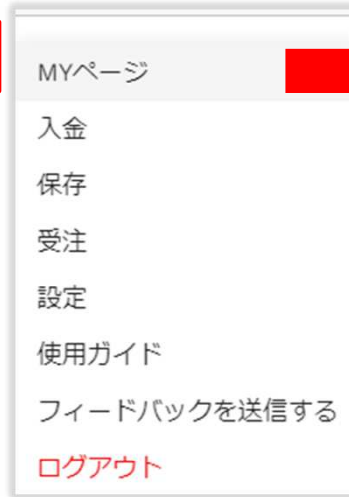 MYページ
入金
保存
受注
設定
使用ガイド
フィードバックを送信する
ログアウト